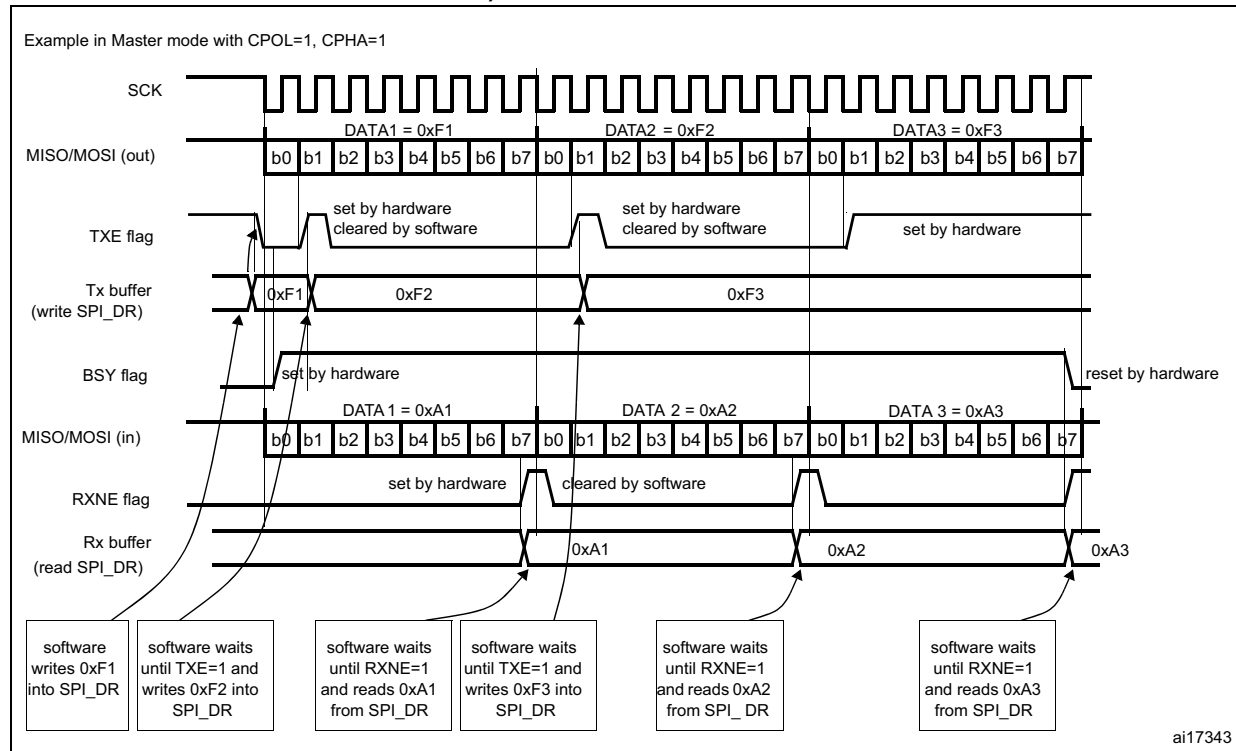 Example in Master mode with CPOL=1, CPHA=1
SCK
DATA1 = 0xF1 DATA2 = 0xF2 DATA3 = 0xF3
MISO/MOSI (out) b0 b1 b2 b3 b4 b5 b6 b7 b0 b1 b2 b3 b4 b5 b6 b7 b0 b1 b2 b3 b4 b5 b6 b7
set by hardware set by hardware
cleared by software cleared by software
TXE flag set by hardware
Tx buffer 0xF1 0xF2 0xF3
(write SPI_DR)
BSY flag set by hardware reset by hardware
DATA 1 = 0xA1 DATA 2 = 0xA2 DATA 3 = 0xA3
MISO/MOSI (in) b0 b1 b2 b3 b4 b5 b6 b7 b0 b1 b2 b3 b4 b5 b6 b7 b0 b1 b2 b3 b4 b5 b6 b7
set by hardware cleared by software
RXNE flag
Rx buffer 0xA1 0xA2 0xA3
(read SPI_DR)
software
writes 0xF1
into SPI_DR
software waits
until TXE=1 and
writes 0xF2 into
SPI_DR
software waits
until RXNE=1
and reads 0xA1
from SPI_DR
software waits
until TXE=1 and
writes 0xF3 into
SPI_DR
software waits
until RXNE=1
and reads 0xA2
from SPI_ DR
software waits
until RXNE=1
and reads 0xA3
from SPI_DR
ai17343